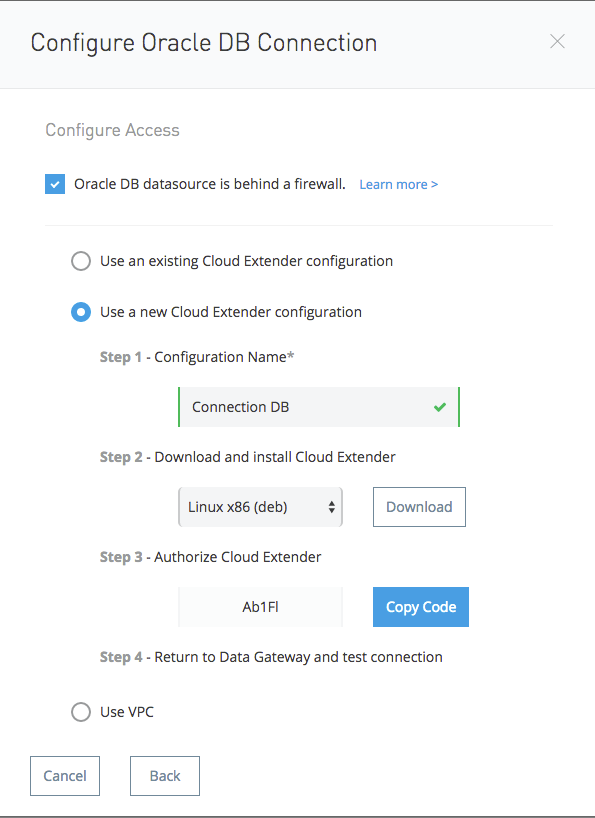 Configure Oracle DB Connection
Configure Access
Oracle DB datasource is behind a firewall. Learn more >
Use an existing Cloud Extender configuration
Use a new Cloud Extender configuration
Step 1 - Configuration Name*
Connection DB
Step 2 - Download and install Cloud Extender
Linux x86 (deb) Download
Step 3 - Authorize Cloud Extender
Ab1Fl Copy Code
Step 4 - Return to Data Gateway and test connection
Use VPC
Cancel Back